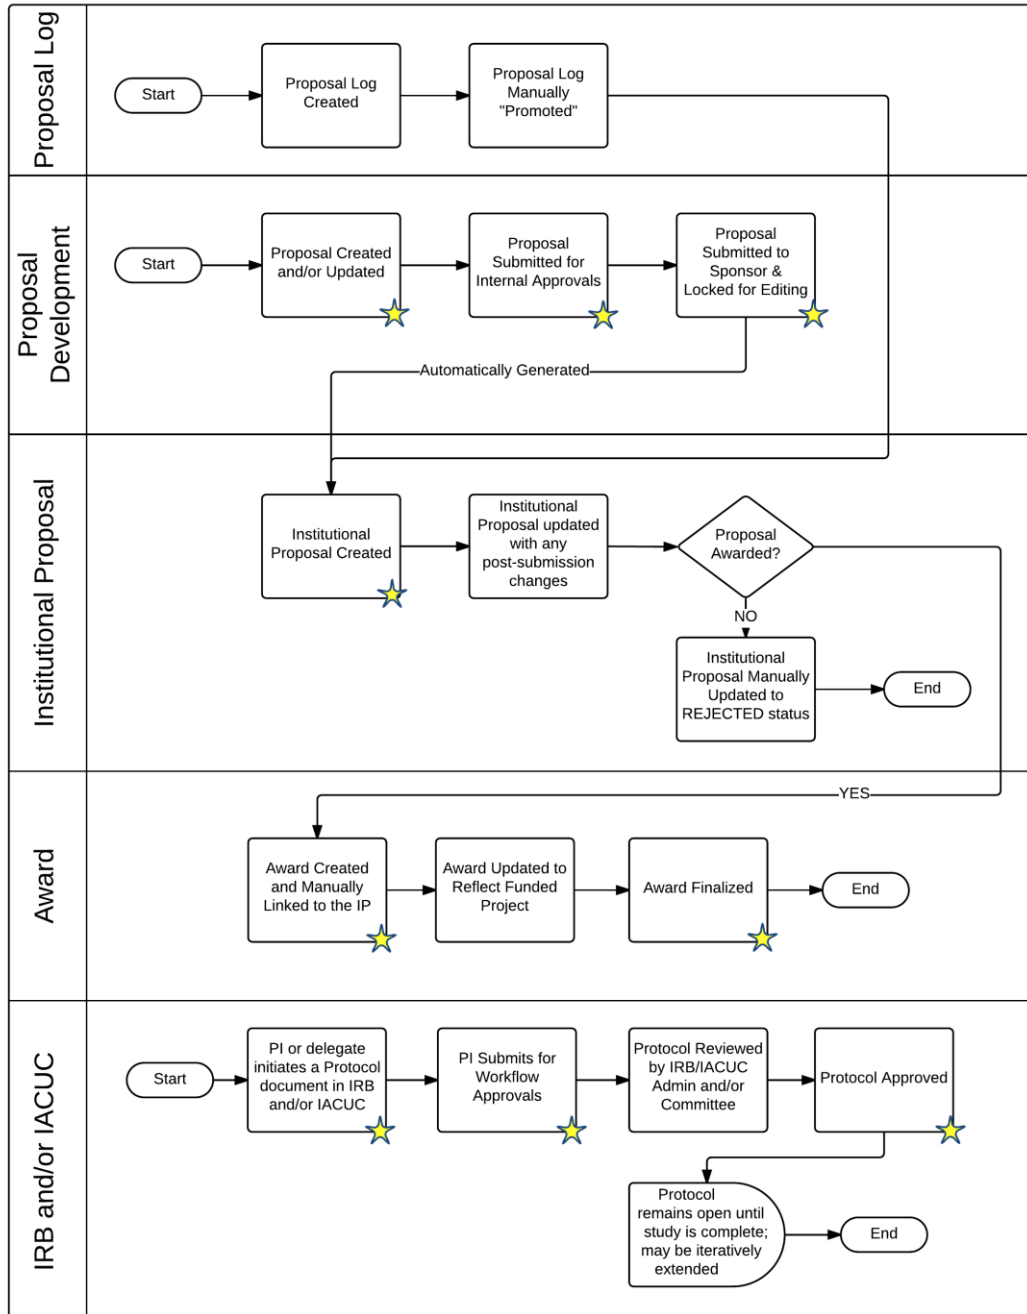 Proposal Log
Start
Proposal Log
Created
Proposal Log
Manually
"Promoted"
Proposal
Development
Start
Proposal Created
and/or Updated
Proposal
Submitted for
Internal Approvals
Proposal
Submitted to
Sponsor &
Locked for Editing
Automatically Generated
Institutional Proposal
Institutional
Proposal Created
Institutional
Proposal updated
with any
post-submission
changes
Proposal
Awarded?
NO
Institutional
Proposal Manually
Updated to
REJECTED status
End
YES
Award
Award Created
and Manually
Linked to the IP
Award Updated to
Reflect Funded
Project
Award Finalized
End
IRB and/or IACUC
Start
PI or delegate
initiates a Protocol
document in IRB
and/or IACUC
PI Submits for
Workflow
Approvals
Protocol Reviewed
by IRB/IACUC
Admin and/or
Committee
Protocol Approved
Protocol
remains open until
study is complete;
may be iteratively
extended
End